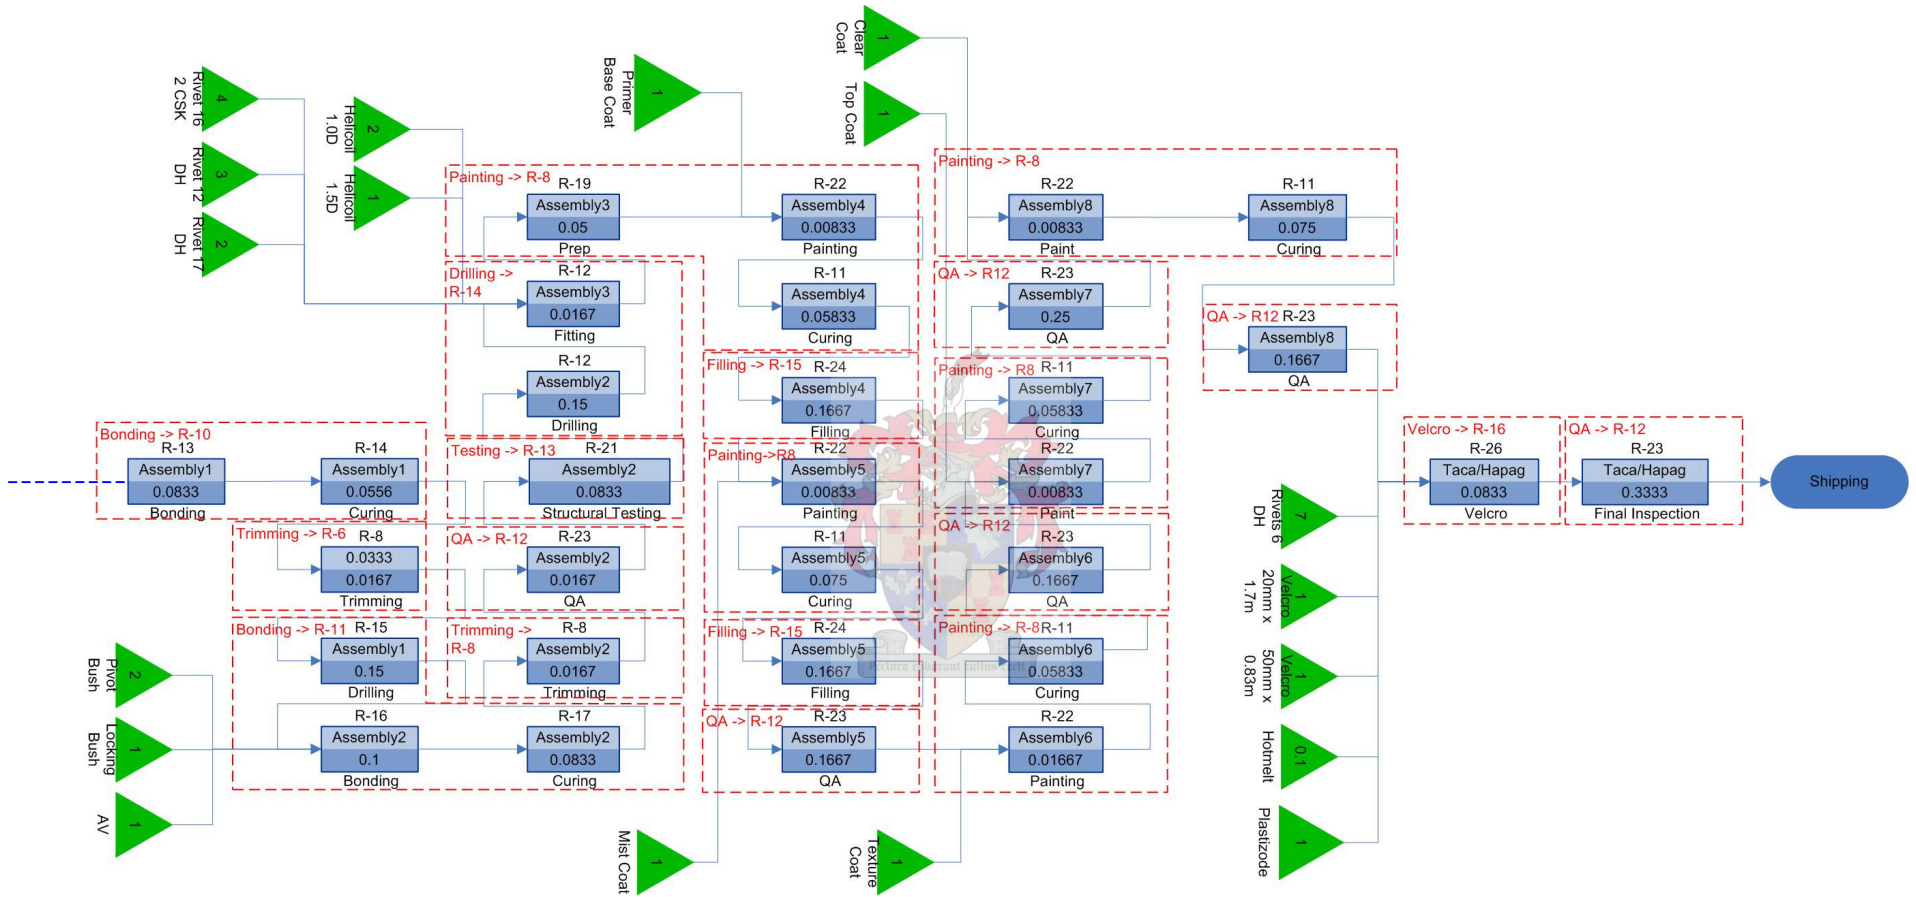 Clear
Coat
1
Top Coat
1
Primer
Base Coat
1
Rivet 16
2 CSK
4
Rivet 12
DH
3
Rivet 17
DH
2
Helicoil
1.0D
2
Helicoil
1.5D
1
Painting -> R-8
R-19
Assembly3
0.05
Prep
R-22
Assembly4
0.00833
Painting
R-11
Assembly4
0.05833
Curing
Painting -> R-8
R-22
Assembly8
0.00833
Paint
R-11
Assembly8
0.075
Curing
Drilling ->
R-14
R-12
Assembly3
0.0167
Fitting
R-12
Assembly2
0.15
Drilling
QA -> R12
R-23
Assembly7
0.25
QA
QA -> R12
R-23
Assembly8
0.1667
QA
Filling -> R-15
R-24
Assembly4
0.1667
Filling
Painting -> R8
R-11
Assembly7
0.05833
Curing
R-22
Assembly7
0.00833
Paint
Bonding -> R-10
R-13
Assembly1
0.0833
Bonding
R-14
Assembly1
0.0556
Curing
Testing -> R-13
R-21
Assembly2
0.0833
Structural Testing
Painting->R8
R-22
Assembly5
0.00833
Painting
R-11
Assembly5
0.075
Curing
Velcro -> R-16
R-26
Taca/Hapag
0.0833
Velcro
QA -> R-12
R-23
Taca/Hapag
0.3333
Final Inspection
Shipping
Trimming -> R-6
R-8
0.0333
0.0167
Trimming
QA -> R-12
R-23
Assembly2
0.0167
QA
QA -> R12
R-23
Assembly6
0.1667
QA
Bonding -> R-11
R-15
Assembly1
0.15
Drilling
R-16
Assembly2
0.1
Bonding
R-17
Assembly2
0.0833
Curing
Trimming ->
R-8
R-8
Assembly2
0.0167
Trimming
Filling -> R-15
R-24
Assembly5
0.1667
Filling
Painting -> R-8
R-11
Assembly6
0.05833
Curing
R-22
Assembly6
0.01667
Painting
QA -> R-12
R-23
Assembly5
0.1667
QA
Pivot
Bush
2
Locking
Bush
1
AV
1
Mist Coat
1
Texture
Coat
1
Rivets 6
DH
7
Velcro
20mm x
1.7m
1
Velcro
50mm x
0.83m
1
Hotmelt
0.1
Plastizode
1